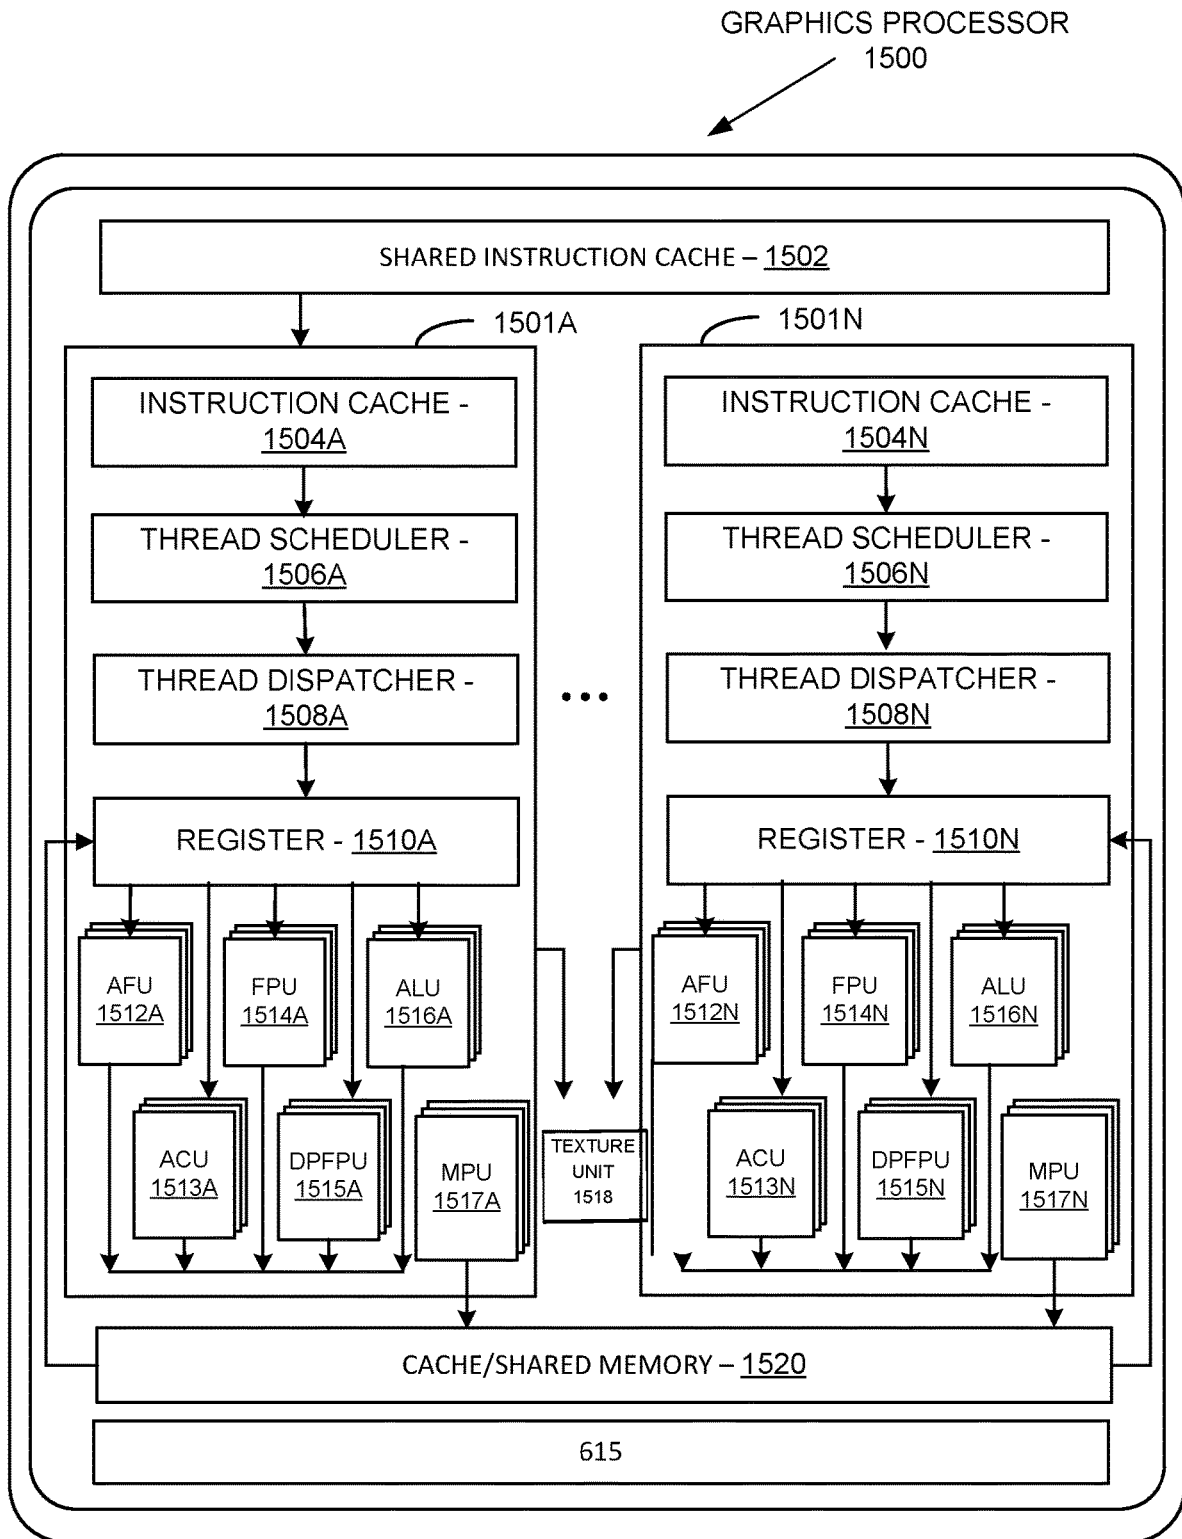 GRAPHICS PROCESSOR
1500
SHARED INSTRUCTION CACHE – 1502
1501A
1501N
INSTRUCTION CACHE -
1504A
THREAD SCHEDULER -
1506A
THREAD DISPATCHER -
1508A
REGISTER - 1510A
AFU
1512A
FPU
1514A
ALU
1516A
ACU
1513A
DPFPU
1515A
MPU
1517A
...
TEXTURE
UNIT
1518
INSTRUCTION CACHE -
1504N
THREAD SCHEDULER -
1506N
THREAD DISPATCHER -
1508N
REGISTER - 1510N
AFU
1512N
FPU
1514N
ALU
1516N
ACU
1513N
DPFPU
1515N
MPU
1517N
CACHE/SHARED MEMORY – 1520
615